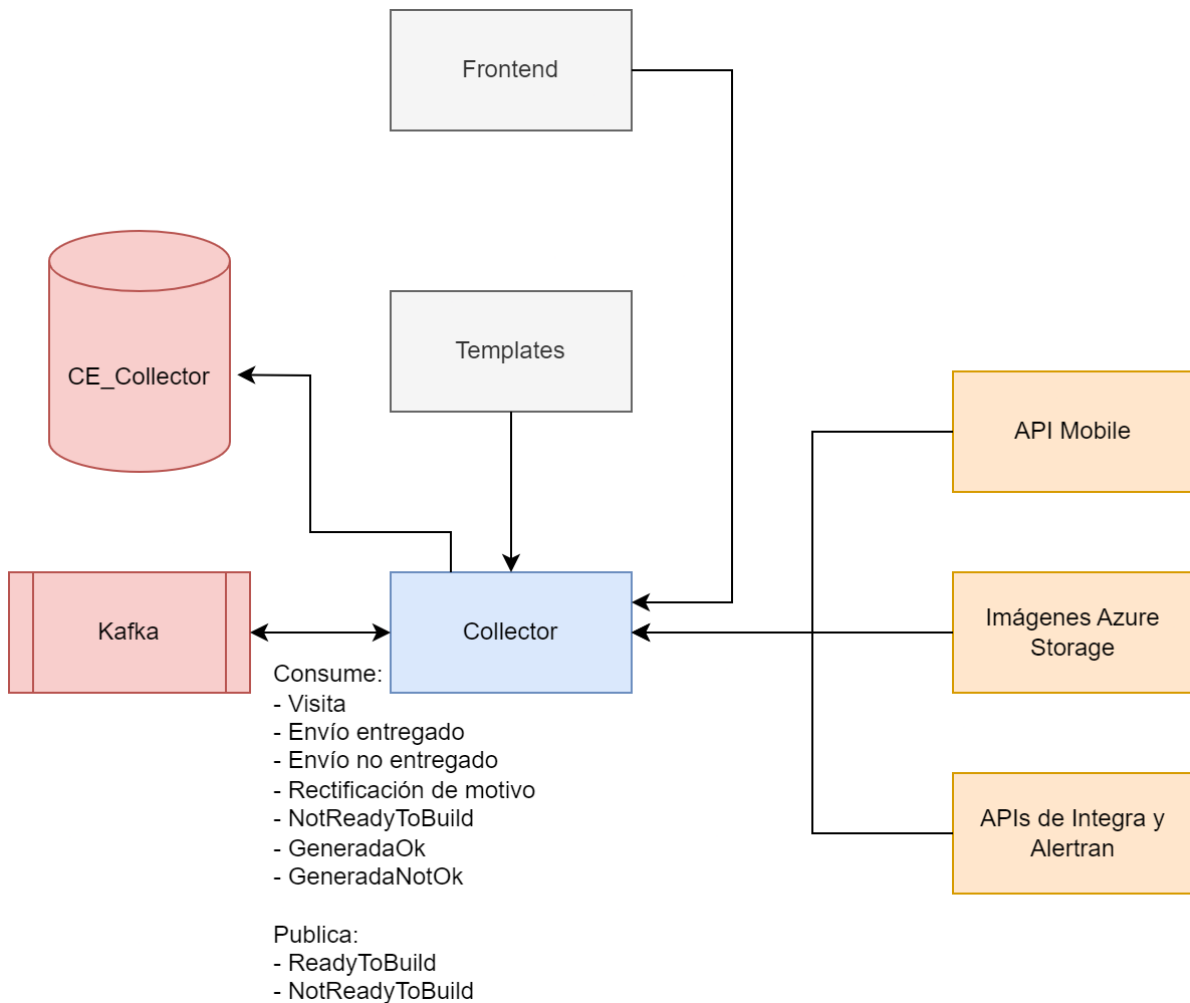 Frontend
Templates
CE_Collector
API Mobile
Kafka
Collector
Imágenes Azure
Storage
Consume:
- Visita
- Envío entregado
- Envío no entregado
- Rectificación de motivo
- NotReadyToBuild
- GeneradaOk
- GeneradaNotOk
APIs de Integra y
Alertran
Publica:
- ReadyToBuild
- NotReadyToBuild